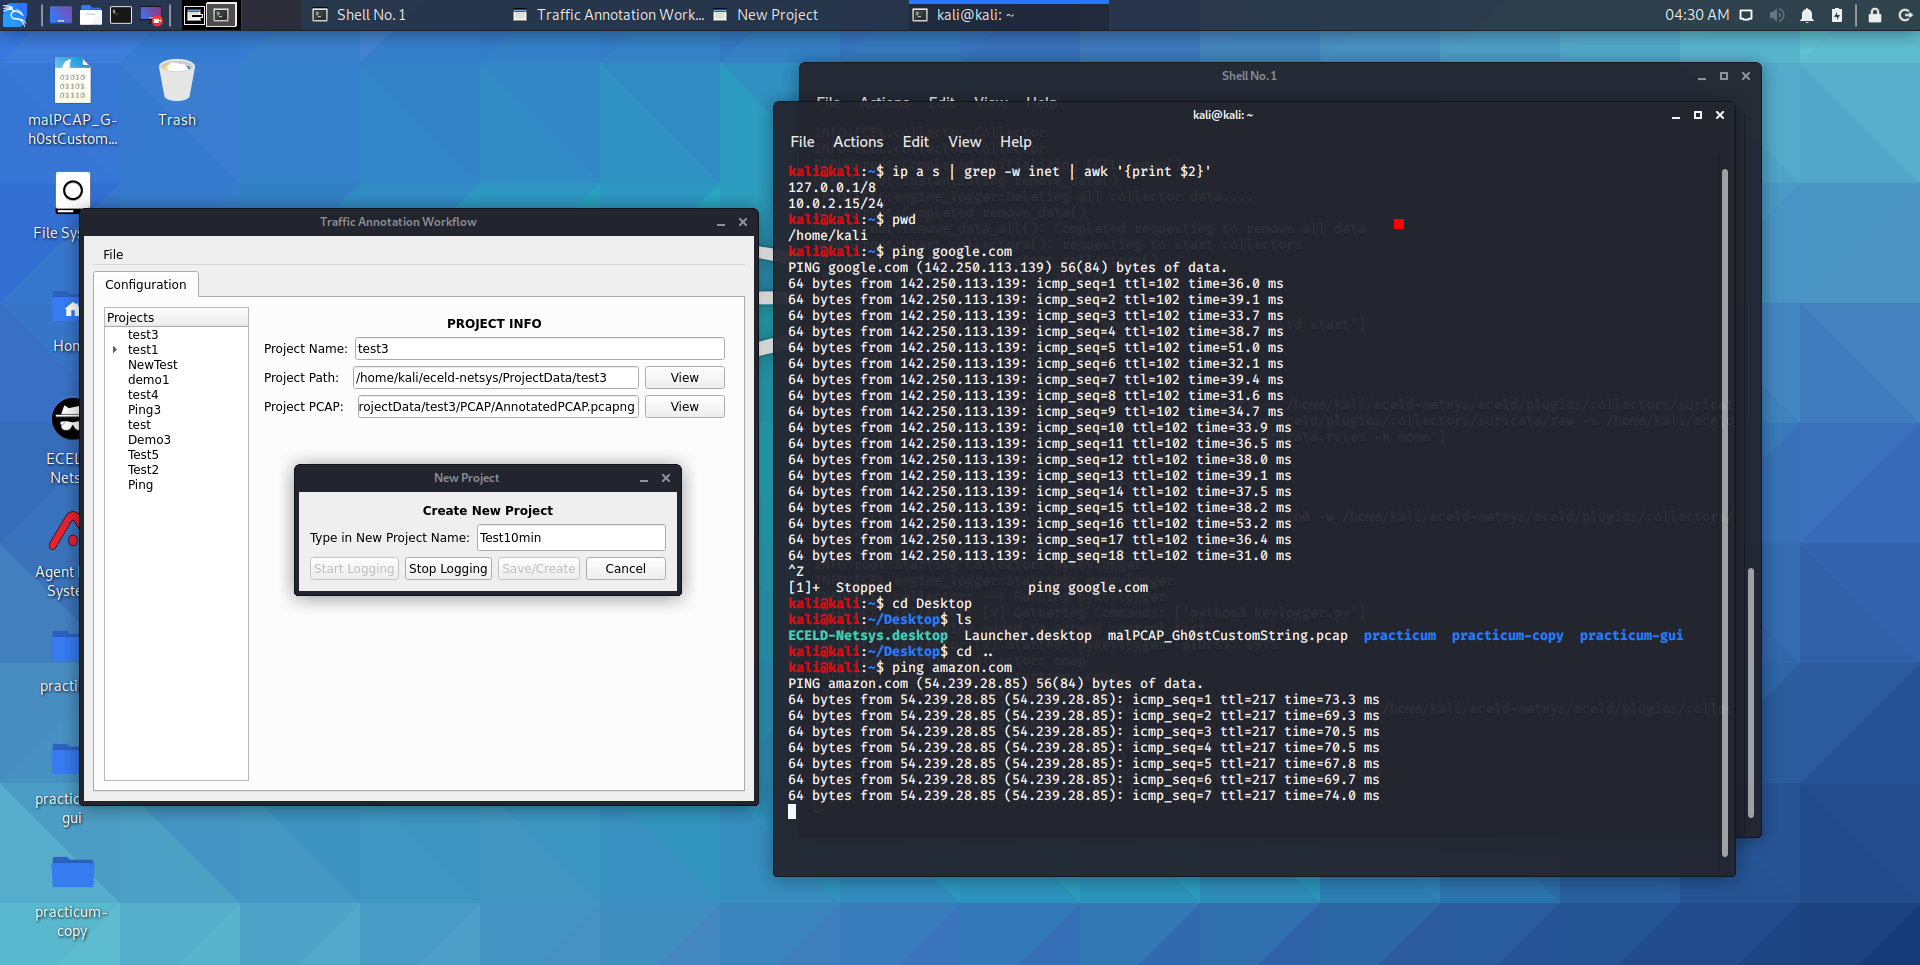 Shell No. 1
Traffic Annotation Work...
New Project
kali@kali: ~
04:30 AM
malPCAP_G-
h0stCustom...
Trash
File Sy
Hon
ECEL
Nets
Agent
Syste
practi
practic
gui
practicum-
copy
Traffic Annotation Workflow
File
Configuration
Projects
test3
test1
NewTest
demo1
test4
Ping3
test
Demo3
Test5
Test2
Ping
PROJECT INFO
Project Name: test3
Project Path: /home/kali/eceld-netsys/ProjectData/test3 View
Project PCAP: rojectData/test3/PCAP/AnnotatedPCAP.pcapng View
New Project
Create New Project
Type in New Project Name: Test10min
Start Logging Stop Logging Save/Create Cancel
Shell No. 1
File Actions Edit View Help
kali@kali: ~
File Actions Edit View Help
kali@kali:~$ ip a s | grep -w inet | awk '{print $2}'
127.0.0.1/8
10.0.2.15/24
kali@kali:~$ pwd
/home/kali
kali@kali:~$ ping google.com
PING google.com (142.250.113.139) 56(84) bytes of data.
64 bytes from 142.250.113.139: icmp_seq=1 ttl=102 time=36.0 ms
64 bytes from 142.250.113.139: icmp_seq=2 ttl=102 time=39.1 ms
64 bytes from 142.250.113.139: icmp_seq=3 ttl=102 time=33.7 ms
64 bytes from 142.250.113.139: icmp_seq=4 ttl=102 time=38.7 ms
64 bytes from 142.250.113.139: icmp_seq=5 ttl=102 time=51.0 ms
64 bytes from 142.250.113.139: icmp_seq=6 ttl=102 time=32.1 ms
64 bytes from 142.250.113.139: icmp_seq=7 ttl=102 time=39.4 ms
64 bytes from 142.250.113.139: icmp_seq=8 ttl=102 time=31.6 ms
64 bytes from 142.250.113.139: icmp_seq=9 ttl=102 time=34.7 ms
64 bytes from 142.250.113.139: icmp_seq=10 ttl=102 time=33.9 ms
64 bytes from 142.250.113.139: icmp_seq=11 ttl=102 time=36.5 ms
64 bytes from 142.250.113.139: icmp_seq=12 ttl=102 time=38.0 ms
64 bytes from 142.250.113.139: icmp_seq=13 ttl=102 time=39.1 ms
64 bytes from 142.250.113.139: icmp_seq=14 ttl=102 time=37.5 ms
64 bytes from 142.250.113.139: icmp_seq=15 ttl=102 time=38.2 ms
64 bytes from 142.250.113.139: icmp_seq=16 ttl=102 time=53.2 ms
64 bytes from 142.250.113.139: icmp_seq=17 ttl=102 time=36.4 ms
64 bytes from 142.250.113.139: icmp_seq=18 ttl=102 time=31.0 ms
^Z
[1]+ Stopped ping google.com
kali@kali:~$ cd Desktop
kali@kali:~/Desktop$ ls
ECELD-Netsys.desktop Launcher.desktop malPCAP_Gh0stCustomString.pcap practicum practicum-copy practicum-gui
kali@kali:~/Desktop$ cd ..
kali@kali:~$ ping amazon.com
PING amazon.com (54.239.28.85) 56(84) bytes of data.
64 bytes from 54.239.28.85 (54.239.28.85): icmp_seq=1 ttl=217 time=73.3 ms
64 bytes from 54.239.28.85 (54.239.28.85): icmp_seq=2 ttl=217 time=69.3 ms
64 bytes from 54.239.28.85 (54.239.28.85): icmp_seq=3 ttl=217 time=70.5 ms
64 bytes from 54.239.28.85 (54.239.28.85): icmp_seq=4 ttl=217 time=70.5 ms
64 bytes from 54.239.28.85 (54.239.28.85): icmp_seq=5 ttl=217 time=67.8 ms
64 bytes from 54.239.28.85 (54.239.28.85): icmp_seq=6 ttl=217 time=69.7 ms
64 bytes from 54.239.28.85 (54.239.28.85): icmp_seq=7 ttl=217 time=74.0 ms